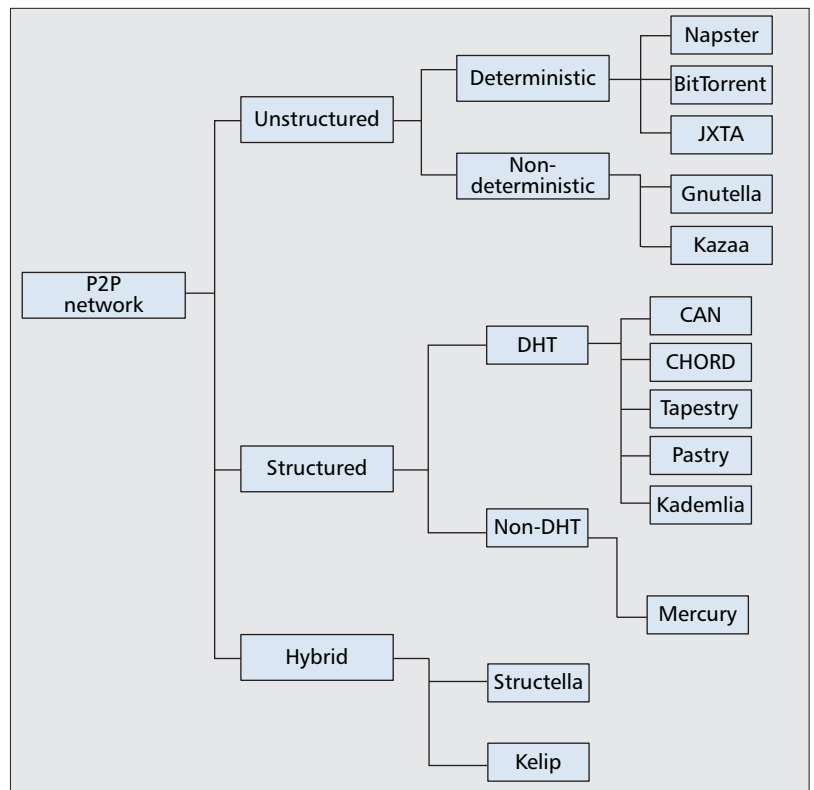 Napster
Deterministic
BitTorrent
Unstructured
JXTA
Non-
deterministic
Gnutella
Kazaa
P2P
network
CAN
DHT
CHORD
Tapestry
Pastry
Structured
Kademlia
Non-DHT
Mercury
Hybrid
Structella
Kelip